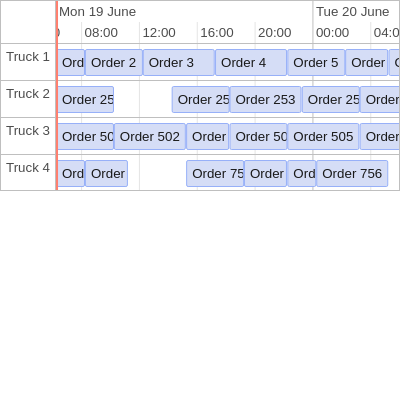 Mon 19 June Tue 20 June
08:00 12:00 16:00 20:00 00:00 04:0
Truck 1 Ord Order 2 Order 3 Order 4 Order 5 Order
Truck 2 Order 25 Order 25 Order 253 Order 25 Order
Truck 3 Order 50 Order 502 Order Order 50 Order 505 Order
Truck 4 Ord Order Order 75 Order Ord Order 756